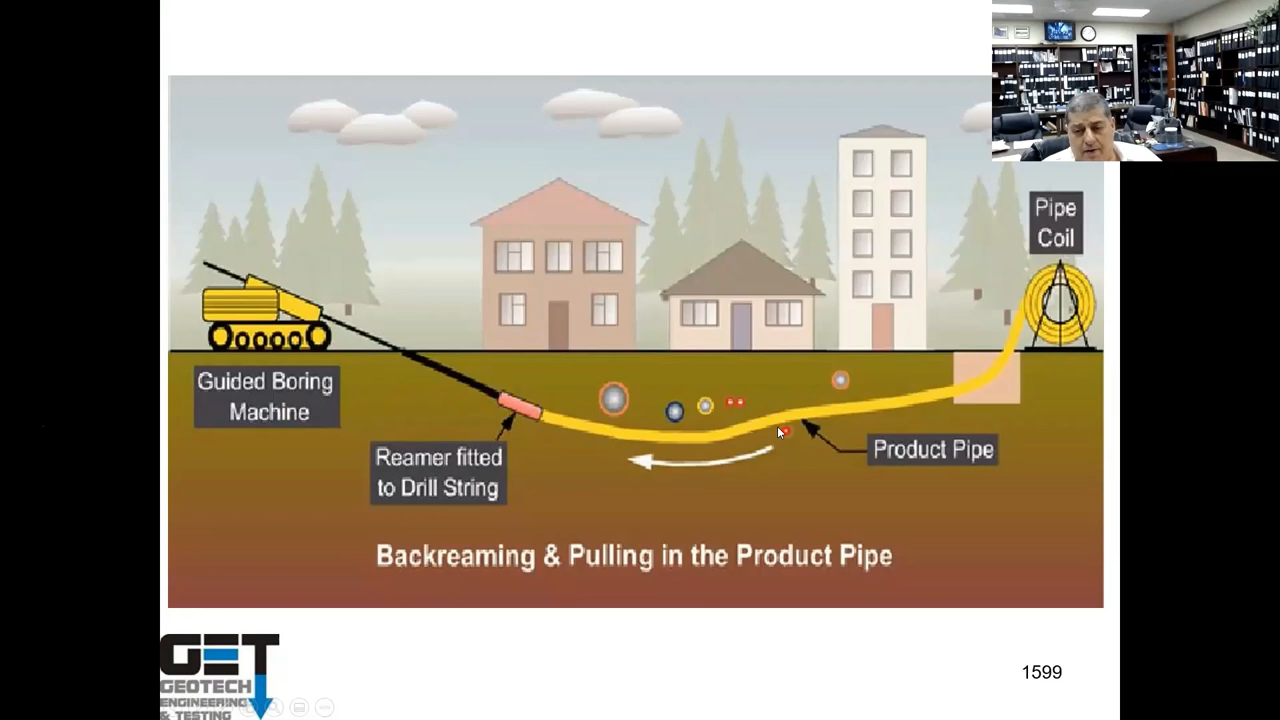 Pipe
Coil
Guided Boring
Machine
Reamer fitted
to Drill String
Product Pipe
Backreaming & Pulling in the Product Pipe
GET
GEOTECH
ENGINEERING
& TESTING
1599